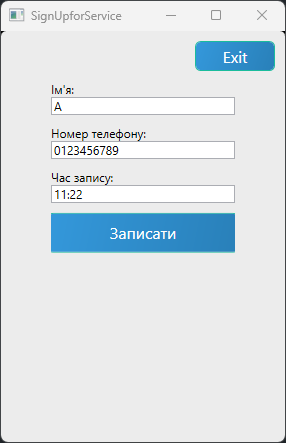 SignUpforService
Exit
Ім'я:
A
Номер телефону:
0123456789
Час запису:
11:22
Записати